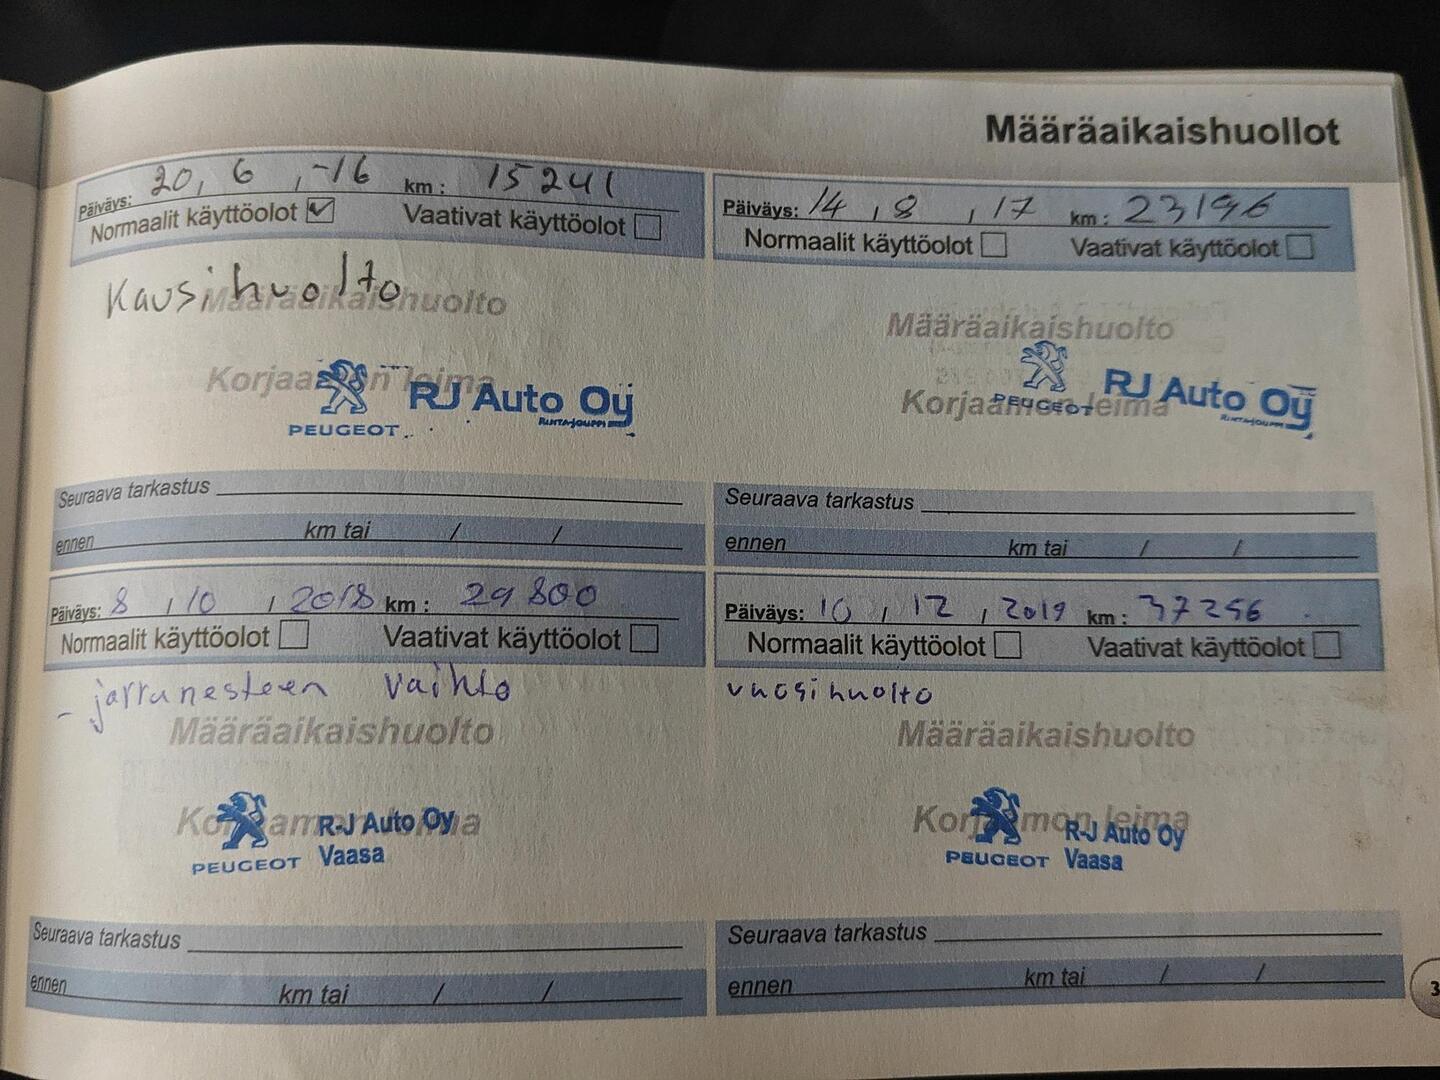 Määräaikaishuollot
Päiväys: 20, 6, -16 km: 15241
Normaalit käyttöolot ☑ Vaativat käyttöolot ☐
Kausihuolto
Määräaikaishuolto
Korjaamon leima
PEUGEOT
RJ Auto Oy
RINTA-JOUPPI
Seuraava tarkastus
ennen km tai / /
Päiväys: 14, 8, 17 km: 23196
Normaalit käyttöolot ☐ Vaativat käyttöolot ☐
Määräaikaishuolto
Korjaamon leima
PEUGEOT
RJ Auto Oy
RINTA-JOUPPI
Seuraava tarkastus
ennen km tai / /
Päiväys: 8, 10, 2018 km: 29800
Normaalit käyttöolot ☐ Vaativat käyttöolot ☐
- jarrunesteen vaihto
Määräaikaishuolto
Korjaamon leima
PEUGEOT
R-J Auto Oy
Vaasa
Seuraava tarkastus
ennen km tai / /
Päiväys: 10, 12, 2019 km: 37256
Normaalit käyttöolot ☐ Vaativat käyttöolot ☐
vuosihuolto
Määräaikaishuolto
Korjaamon leima
PEUGEOT
R-J Auto Oy
Vaasa
Seuraava tarkastus
ennen km tai / /